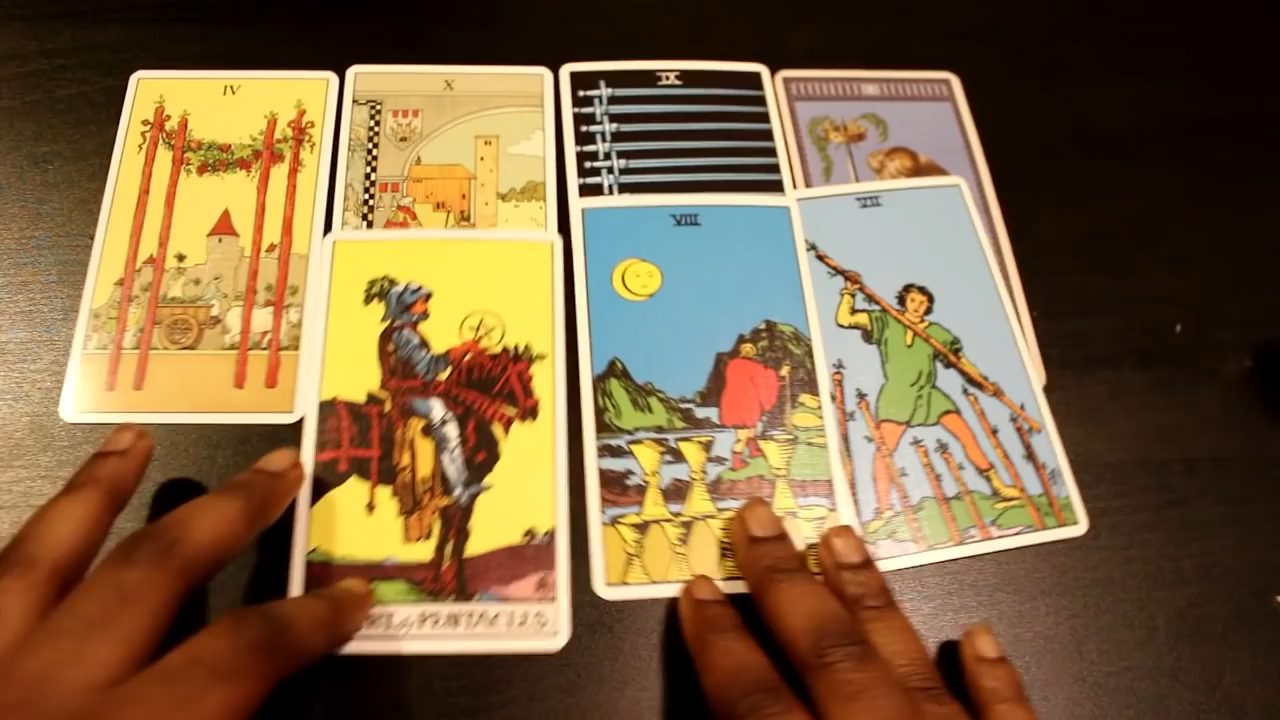 IV
X
IX
VIII
VII
OF PENTACLES